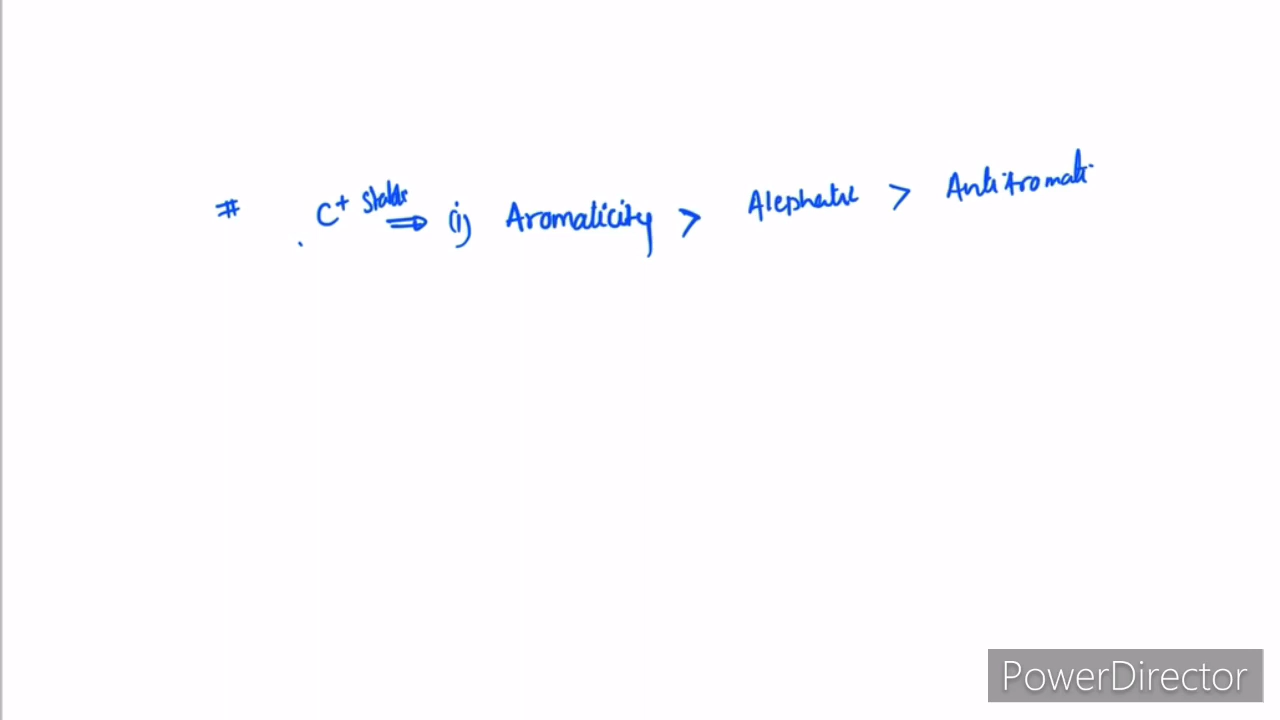 # C+ Stable ⇒ (i) Aromaticity > Alephatic > Antiaromati
PowerDirector